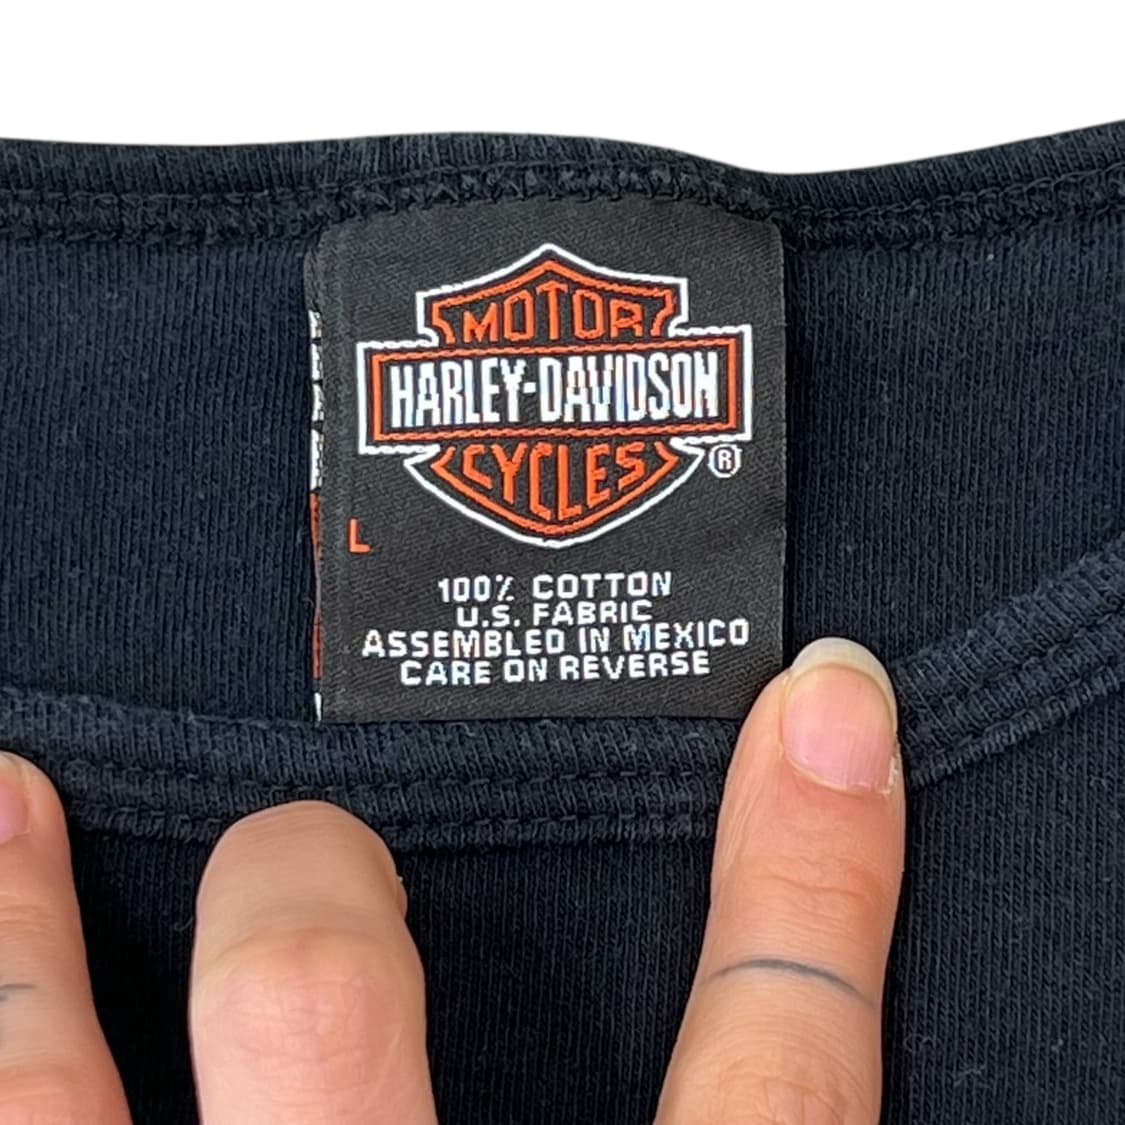 MOTOR
HARLEY-DAVIDSON
CYCLES
®
L
100% COTTON
U.S. FABRIC
ASSEMBLED IN MEXICO
CARE ON REVERSE